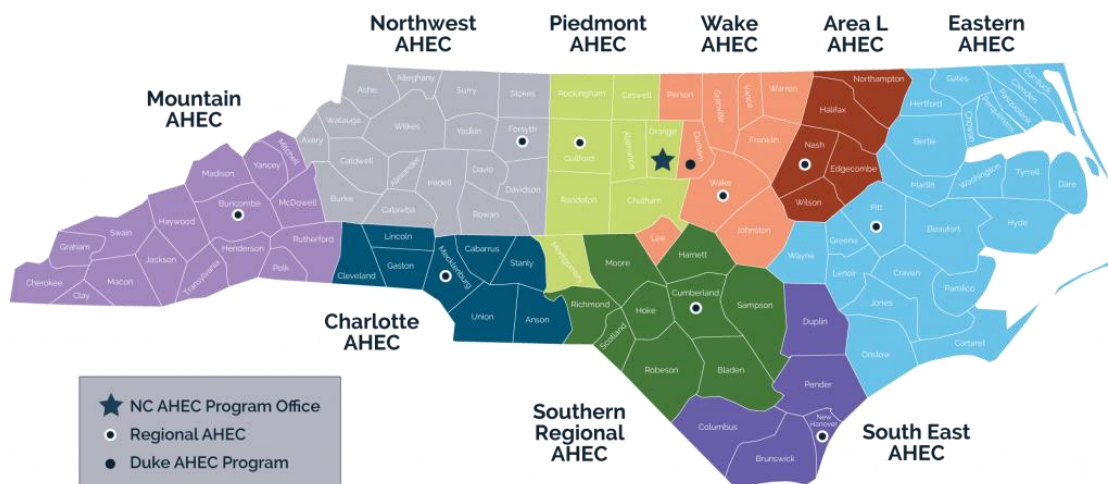 Northwest
AHEC
Piedmont
AHEC
Wake
AHEC
Area L
AHEC
Eastern
AHEC
Mountain
AHEC
Charlotte
AHEC
Southern
Regional
AHEC
South East
AHEC
Ashe
Alleghany
Surry
Stokes
Watauga
Wilkes
Yadkin
Forsyth
Avery
Caldwell
Alexander
Iredell
Davie
Davidson
Burke
Catawba
Rowan
Rockingham
Caswell
Guilford
Alamance
Orange
Randolph
Chatham
Montgomery
Person
Granville
Vance
Warren
Durham
Franklin
Wake
Johnston
Lee
Northampton
Halifax
Nash
Edgecombe
Wilson
Gates
Currituck
Camden
Pasquotank
Perquimans
Chowan
Hertford
Bertie
Martin
Washington
Tyrrell
Dare
Pitt
Beaufort
Hyde
Greene
Wayne
Lenoir
Craven
Pamlico
Jones
Onslow
Carteret
Madison
Yancey
Mitchell
Buncombe
McDowell
Haywood
Swain
Graham
Cherokee
Clay
Macon
Jackson
Transylvania
Henderson
Polk
Rutherford
Cleveland
Lincoln
Gaston
Mecklenburg
Cabarrus
Stanly
Union
Anson
Moore
Harnett
Richmond
Scotland
Hoke
Cumberland
Sampson
Robeson
Bladen
Duplin
Pender
Columbus
Brunswick
New
Hanover
NC AHEC Program Office
Regional AHEC
Duke AHEC Program